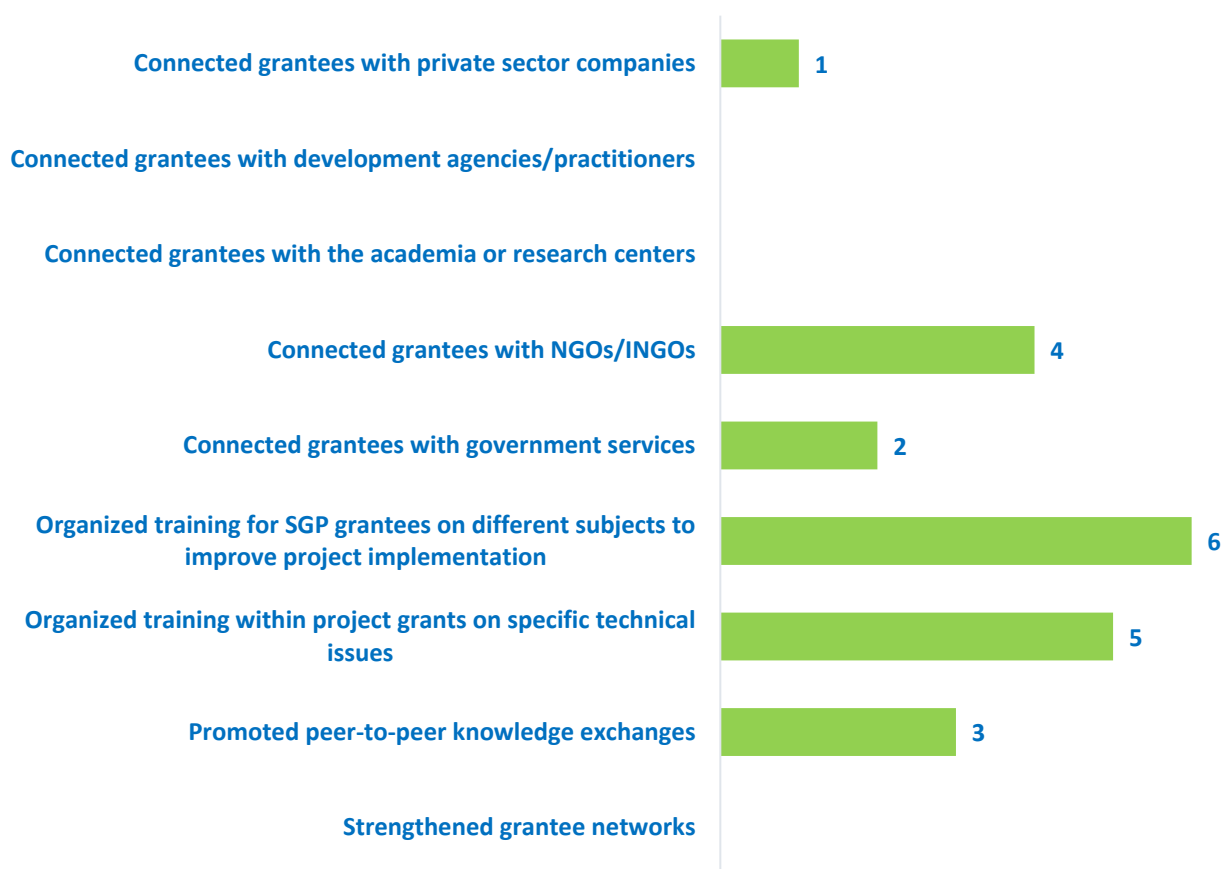 Connected grantees with private sector companies
1
Connected grantees with development agencies/practitioners
Connected grantees with the academia or research centers
Connected grantees with NGOs/INGOs
4
Connected grantees with government services
2
Organized training for SGP grantees on different subjects to
improve project implementation
6
Organized training within project grants on specific technical
issues
5
Promoted peer-to-peer knowledge exchanges
3
Strengthened grantee networks